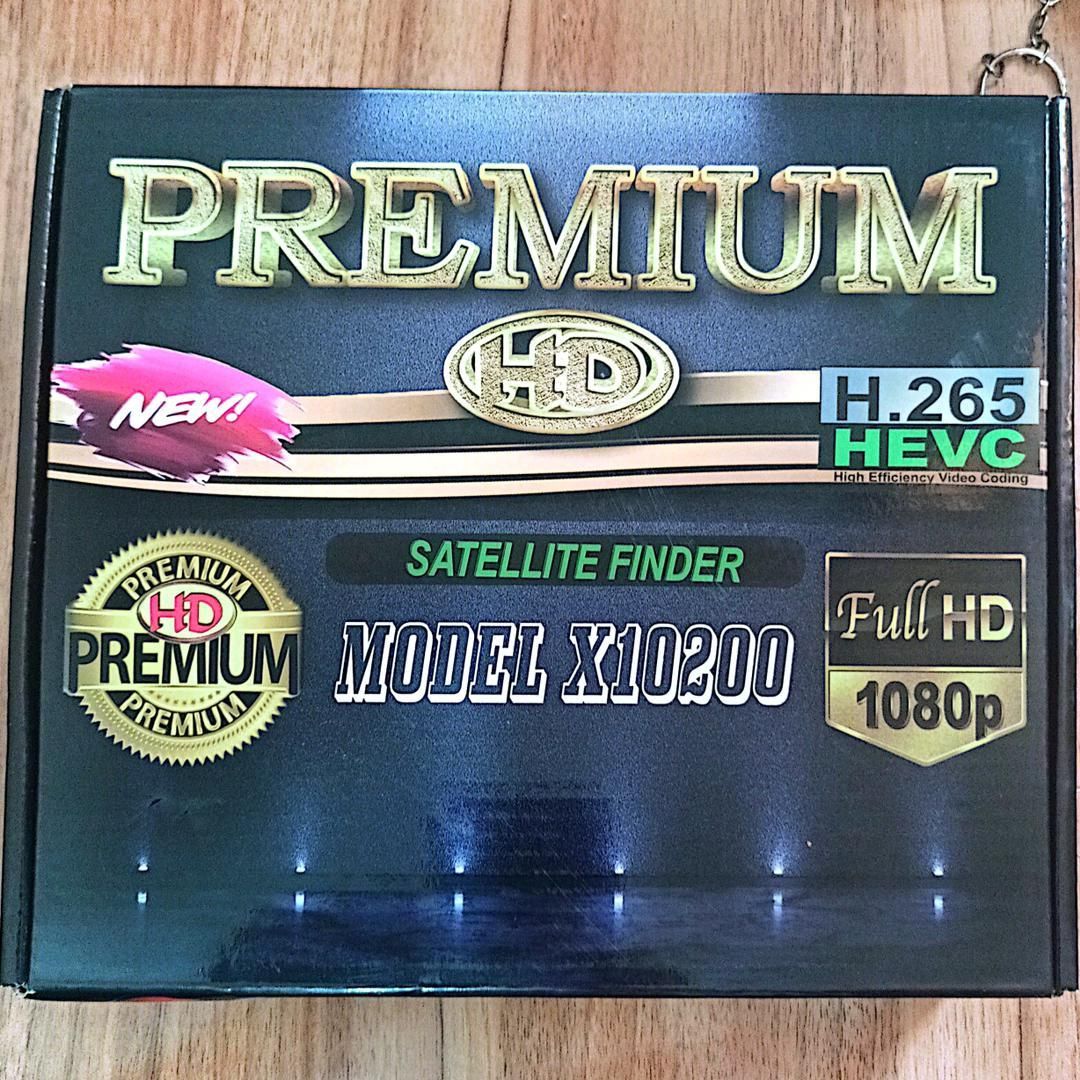 PREMIUM
HD
NEW!
H.265
HEVC
High Efficiency Video Coding
SATELLITE FINDER
PREMIUM
HD
PREMIUM
PREMIUM
MODEL X10200
Full HD
1080p